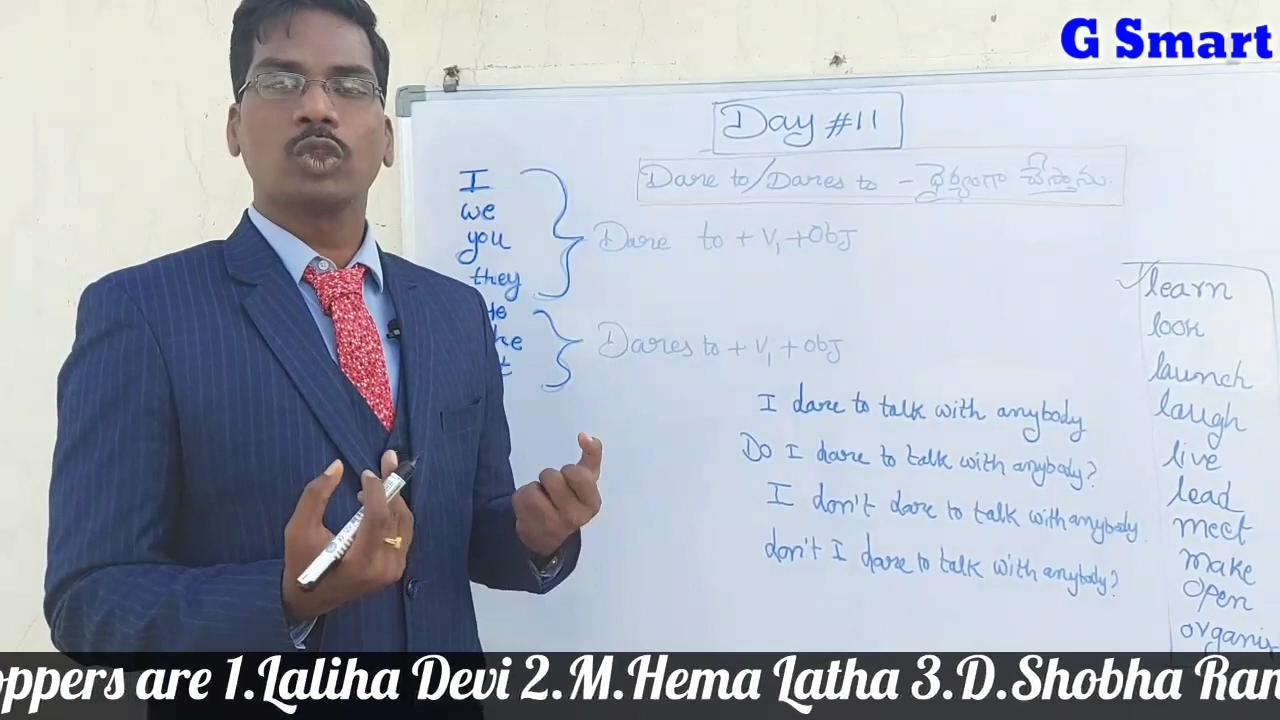 G Smart
Day #11
Dare to/Dares to - ధైర్యంగా చేస్తాను.
I
we
you
they
Dare to + V₁ + Obj
He
Dares to + V₁ + Obj
I dare to talk with anybody
Do I dare to talk with anybody?
I don't dare to talk with anybody.
don't I dare to talk with anybody?
learn
look
launch
laugh
live
lead
meet
make
open
organi
oppers are 1.Laliha Devi 2.M.Hema Latha 3.D.Shobha Ran